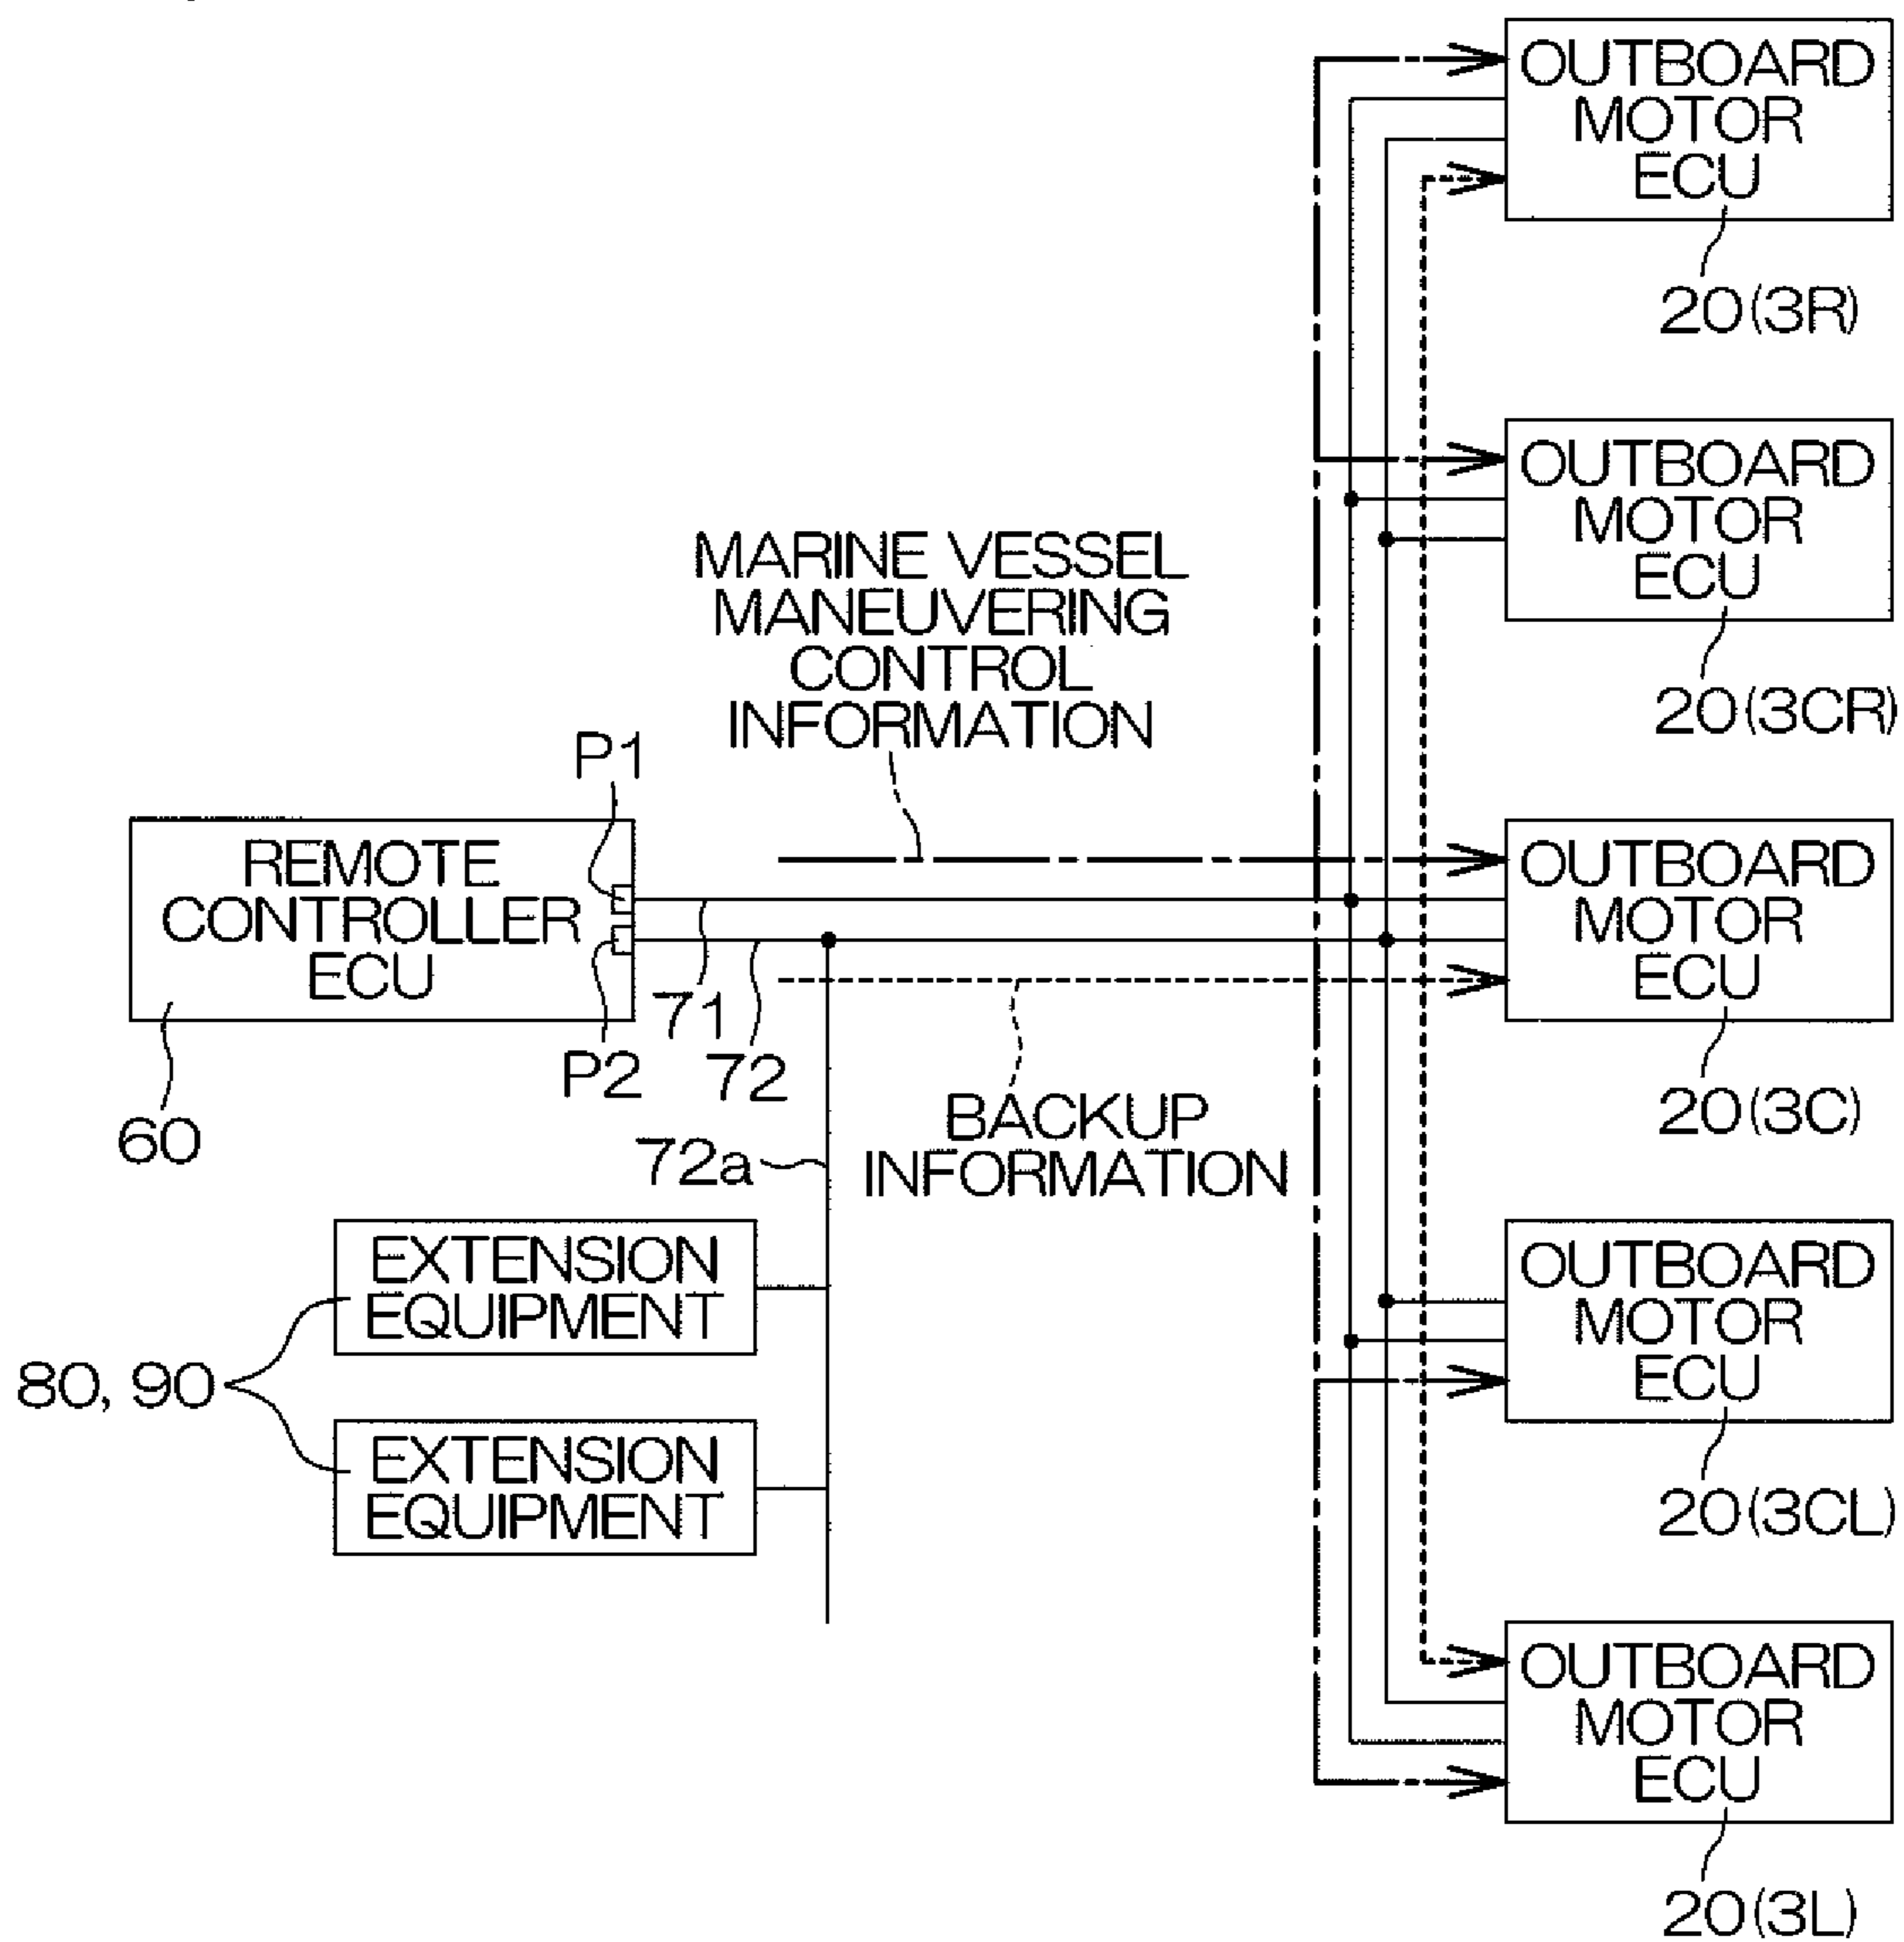 OUTBOARD
MOTOR
ECU
20(3R)
OUTBOARD
MOTOR
ECU
20(3CR)
MARINE VESSEL
MANEUVERING
CONTROL
INFORMATION
P1
REMOTE
CONTROLLER
ECU
P2
60
71
72
OUTBOARD
MOTOR
ECU
20(3C)
BACKUP
INFORMATION
72a
EXTENSION
EQUIPMENT
80, 90
EXTENSION
EQUIPMENT
OUTBOARD
MOTOR
ECU
20(3CL)
OUTBOARD
MOTOR
ECU
20(3L)